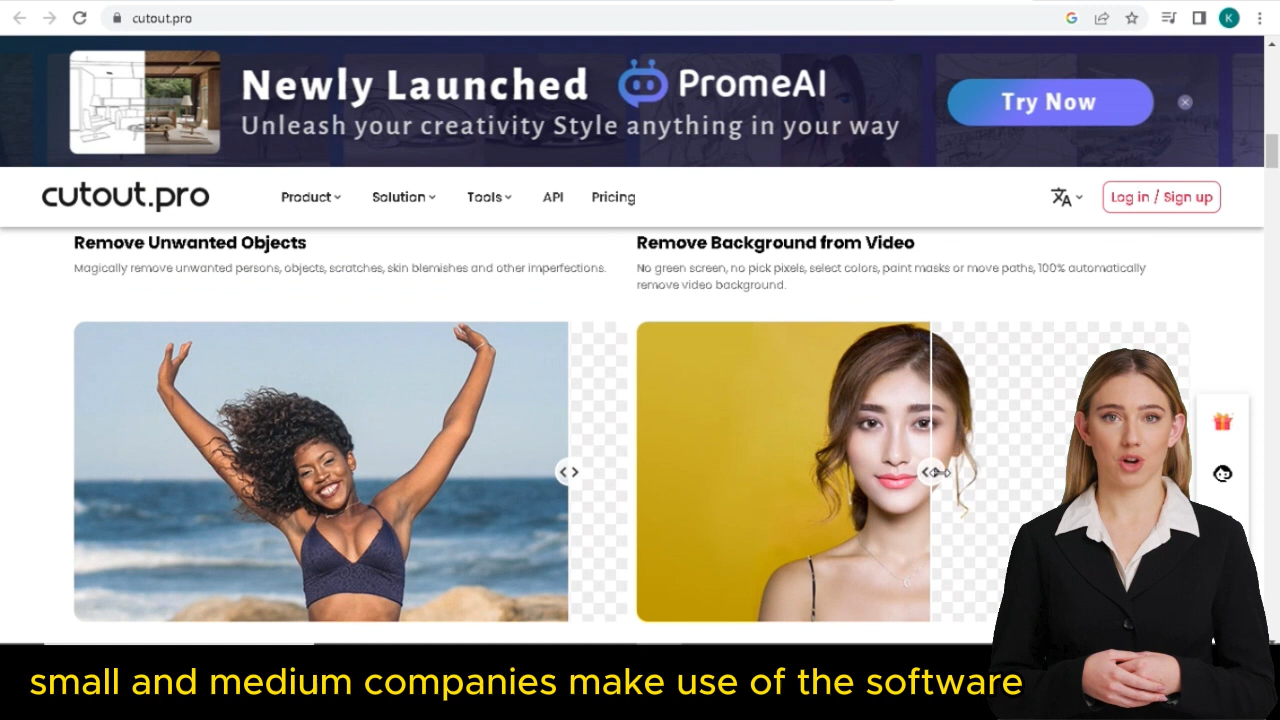 cutout.pro
K
Newly Launched PromeAI
Unleash your creativity Style anything in your way
Try Now
cutout.pro
Product
Solution
Tools
API
Pricing
Log in / Sign up
Remove Unwanted Objects
Magically remove unwanted persons, objects, scratches, skin blemishes and other imperfections.
Remove Background from Video
No green screen, no pick pixels, select colors, paint masks or move paths, 100% automatically
remove video background.
small and medium companies make use of the software